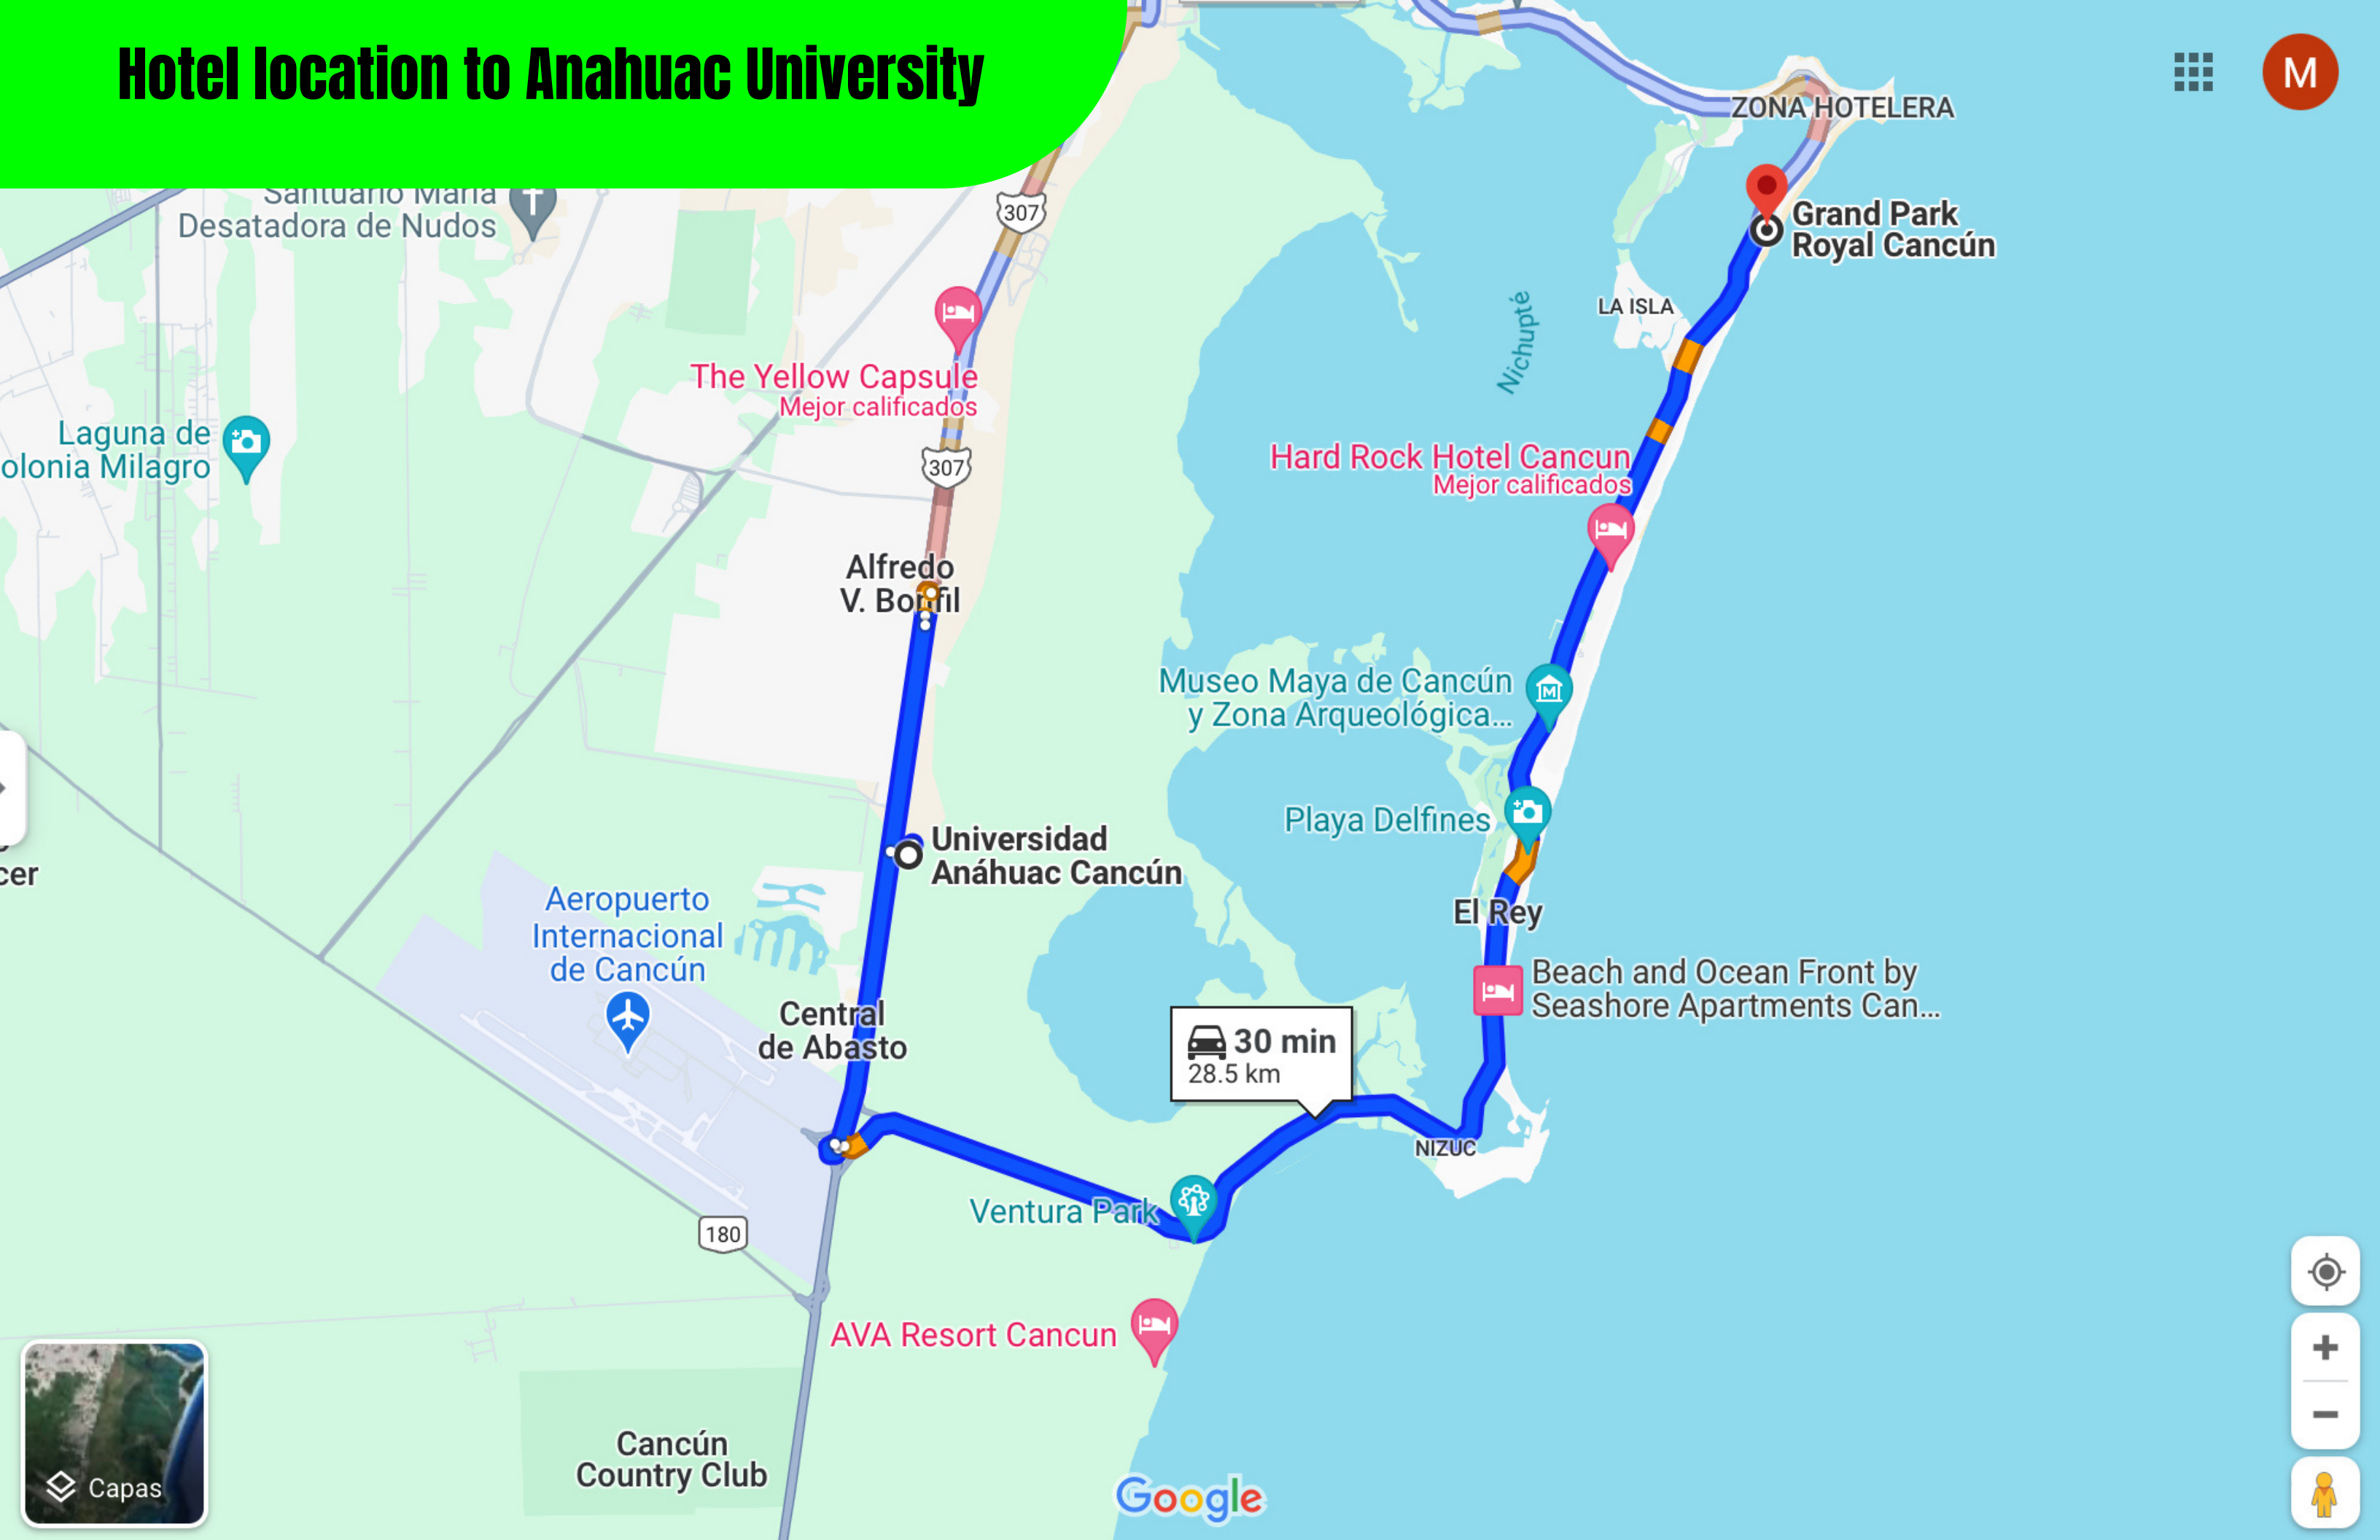 Hotel location to Anahuac University
M
ZONA HOTELERA
Santuario María
Desatadora de Nudos
307
Grand Park
Royal Cancún
LA ISLA
Nichupté
The Yellow Capsule
Mejor calificados
Laguna de
olonia Milagro
307
Hard Rock Hotel Cancun
Mejor calificados
Alfredo
V. Bonfil
Museo Maya de Cancún
y Zona Arqueológica...
Playa Delfines
Universidad
Anáhuac Cancún
cer
Aeropuerto
Internacional
de Cancún
El Rey
Beach and Ocean Front by
Seashore Apartments Can...
Central
de Abasto
30 min
28.5 km
NIZUC
Ventura Park
180
AVA Resort Cancun
Cancún
Country Club
Capas
Google